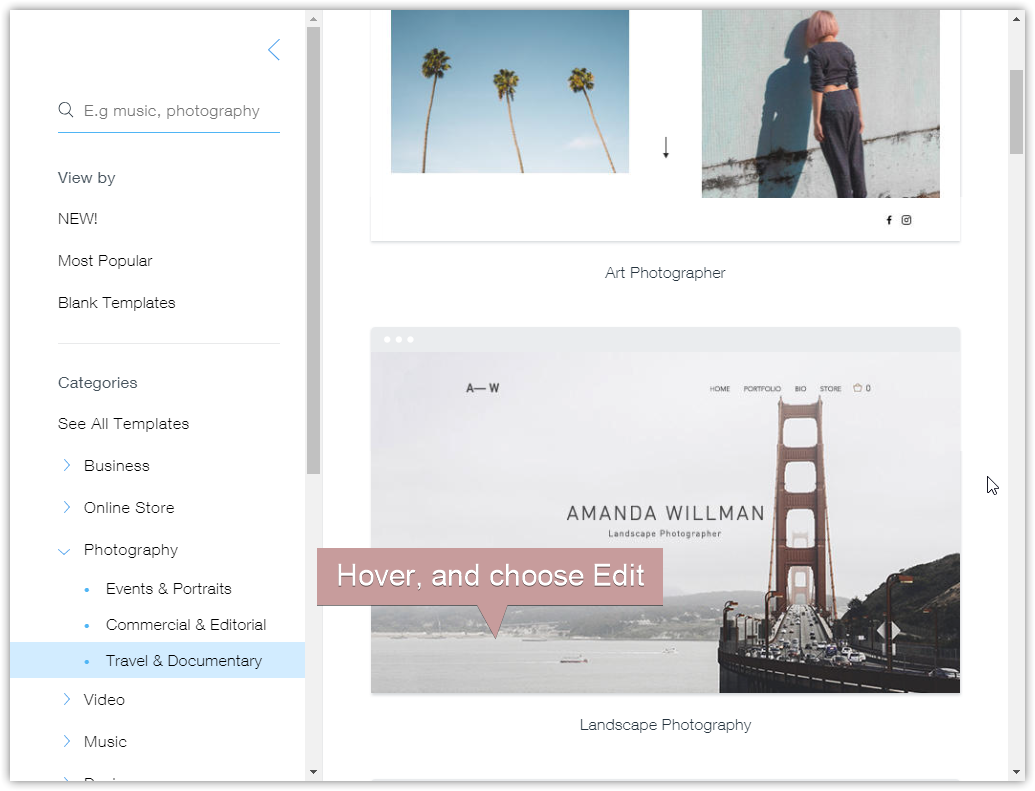 E.g music, photography
View by
NEW!
Most Popular
Blank Templates
Categories
See All Templates
Business
Online Store
Photography
Events & Portraits
Commercial & Editorial
Travel & Documentary
Video
Music
Art Photographer
A— W
HOME PORTFOLIO BIO STORE 0
AMANDA WILLMAN
Landscape Photographer
Hover, and choose Edit
Landscape Photography